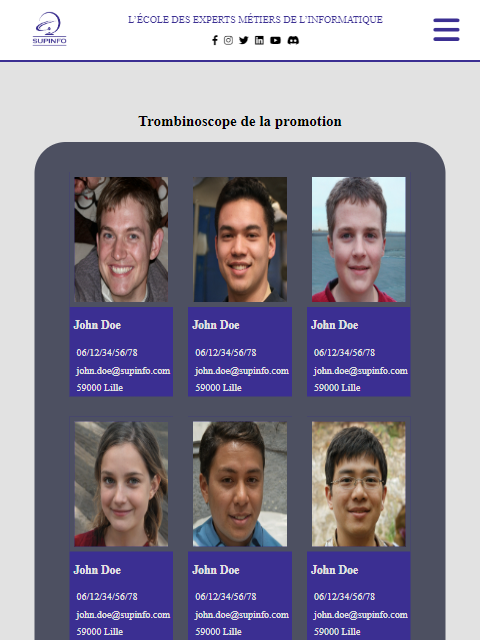 SUPINFO
L'ÉCOLE DES EXPERTS MÉTIERS DE L'INFORMATIQUE
Trombinoscope de la promotion
John Doe
06/12/34/56/78
john.doe@supinfo.com
59000 Lille
John Doe
06/12/34/56/78
john.doe@supinfo.com
59000 Lille
John Doe
06/12/34/56/78
john.doe@supinfo.com
59000 Lille
John Doe
06/12/34/56/78
john.doe@supinfo.com
59000 Lille
John Doe
06/12/34/56/78
john.doe@supinfo.com
59000 Lille
John Doe
06/12/34/56/78
john.doe@supinfo.com
59000 Lille